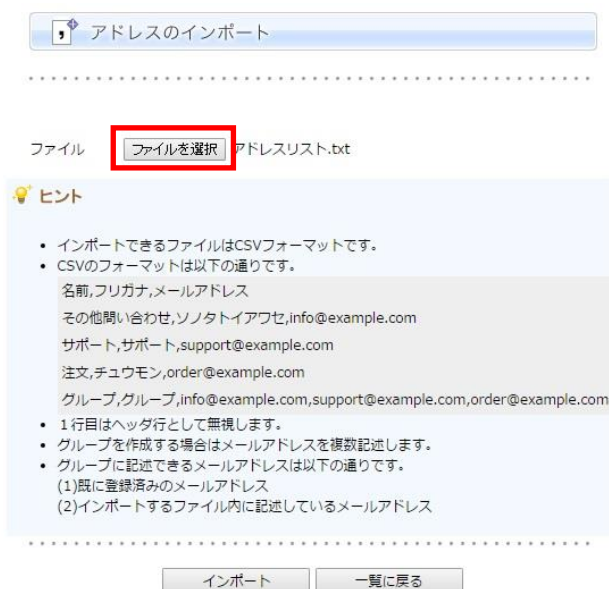 アドレスのインポート
ファイル ファイルを選択 アドレスリスト.txt
ヒント
• インポートできるファイルはCSVフォーマットです。
• CSVのフォーマットは以下の通りです。
名前,フリガナ,メールアドレス
その他問い合わせ,ソノタトイアワセ,info@example.com
サポート,サポート,support@example.com
注文,チュウモン,order@example.com
グループ,グループ,info@example.com,support@example.com,order@example.com
• 1行目はヘッダ行として無視します。
• グループを作成する場合はメールアドレスを複数記述します。
• グループに記述できるメールアドレスは以下の通りです。
(1)既に登録済みのメールアドレス
(2)インポートするファイル内に記述しているメールアドレス
インポート 一覧に戻る